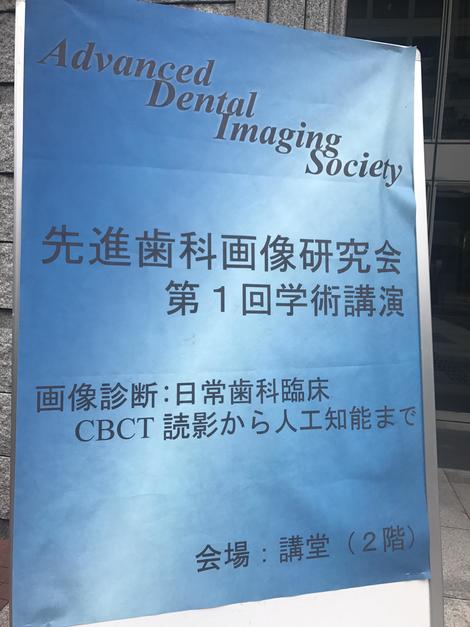 Advanced
Dental
Imaging
Society
先進歯科画像研究会
第1回学術講演
画像診断:日常歯科臨床
CBCT 読影から人工知能まで
会場:講堂(2階)